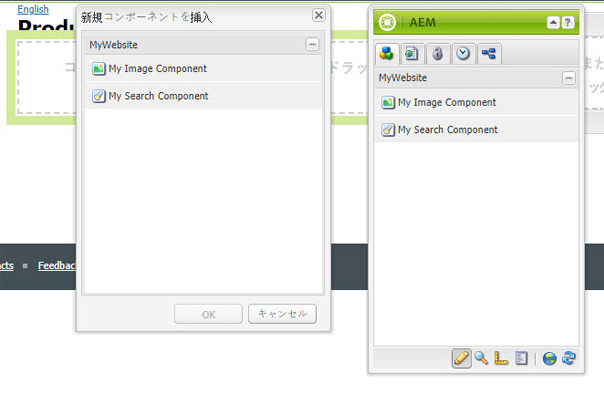 English
新規コンポーネントを挿入
MyWebsite
My Image Component
My Search Component
OK
キャンセル
AEM
?
MyWebsite
My Image Component
My Search Component
コ
ドラッ
また
ック
Feedbac